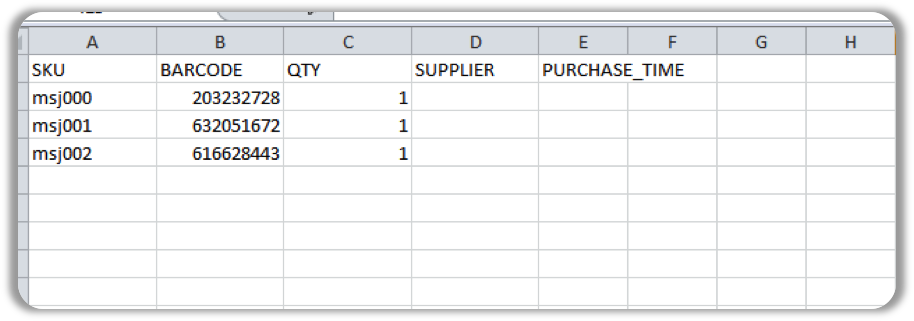 A B C D E F G H
SKU BARCODE QTY SUPPLIER PURCHASE_TIME
msj000 203232728 1
msj001 632051672 1
msj002 616628443 1